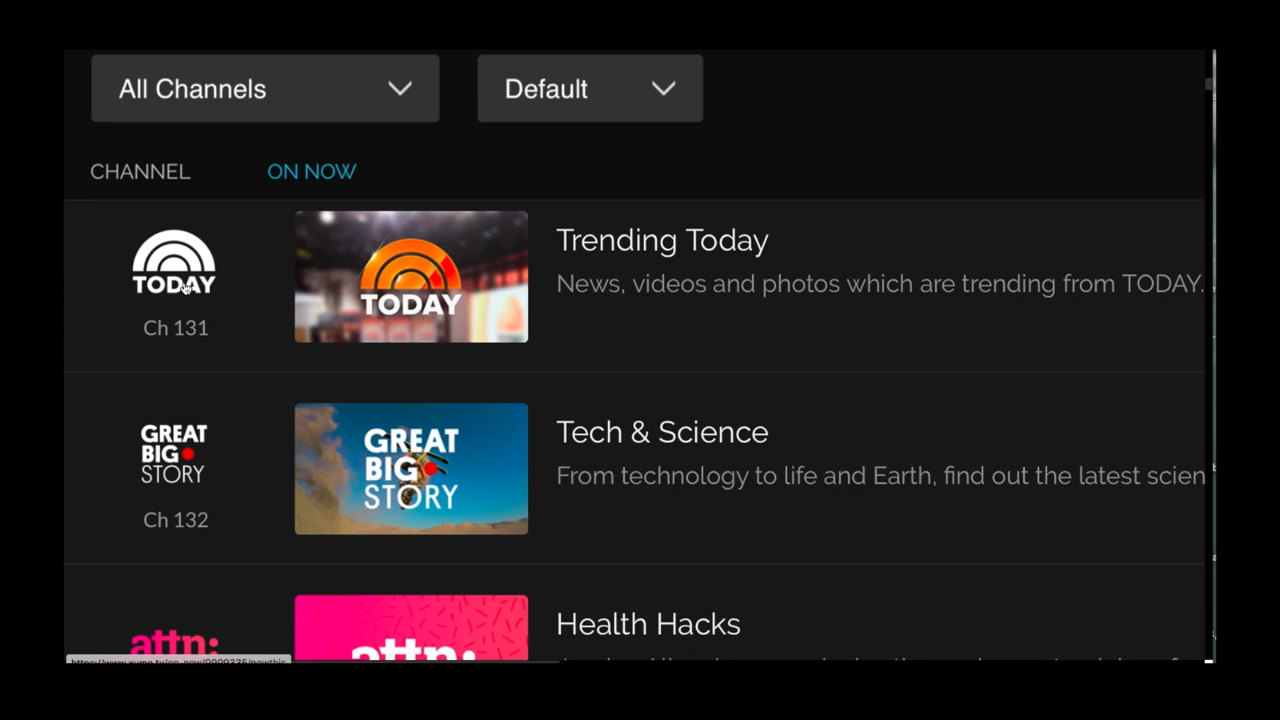 All Channels
Default
CHANNEL
ON NOW
TODAY
Ch 131
TODAY
Trending Today
News, videos and photos which are trending from TODAY.
GREAT
BIG
STORY
Ch 132
GREAT
BIG
STORY
Tech & Science
From technology to life and Earth, find out the latest scien
attn:
attn:
Health Hacks